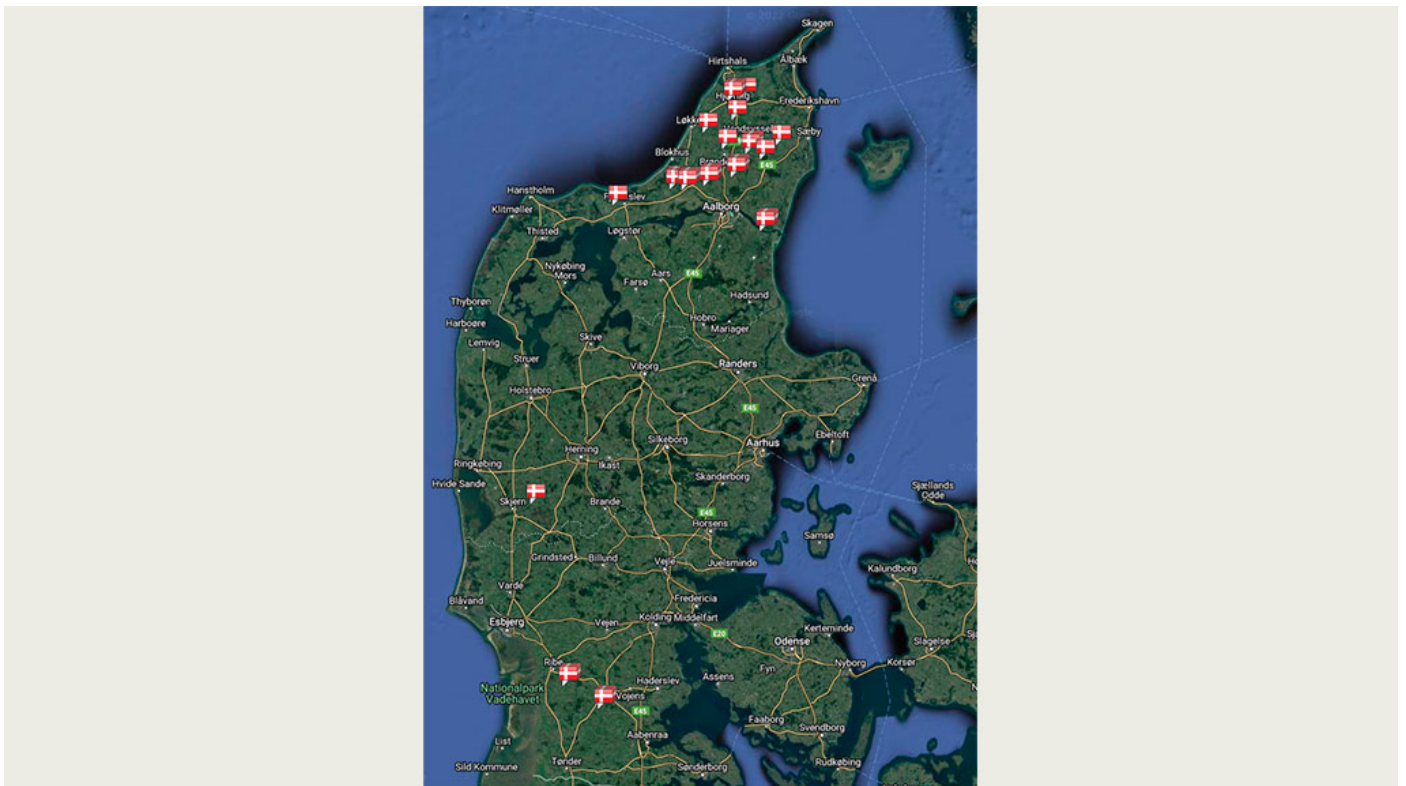 Skagen
Hirtshals
Ålbæk
Frederikshavn
Sæby
Blokhus
E45
Hanstholm
Klitmøller
Aalborg
Thisted
Løgstør
Nykøbing
Mors
Aars
E45
Farsø
Hadsund
Thyborøn
Harboøre
Hobro
Mariager
Lemvig
Skive
Struer
Viborg
Randers
Grenå
Holstebro
E45
Ebeltoft
Silkeborg
Aarhus
Herning
Ikast
Ringkøbing
Hvide Sande
Skanderborg
Sjællands
Odde
Skjern
Brande
E45
Horsens
Samsø
Grindsted
Billund
Vejle
Juelsminde
Kalundborg
Varde
Blåvand
Fredericia
Esbjerg
Vejen
Kolding
Middelfart
E20
Kerteminde
Odense
Slagelse
Ribe
Fyn
Nyborg
Korsør
Nationalpark
Vadehavet
Haderslev
Vojens
Assens
E45
Faaborg
Svendborg
List
Aabenraa
Sild Kommune
Tønder
Sønderborg
Rudkøbing